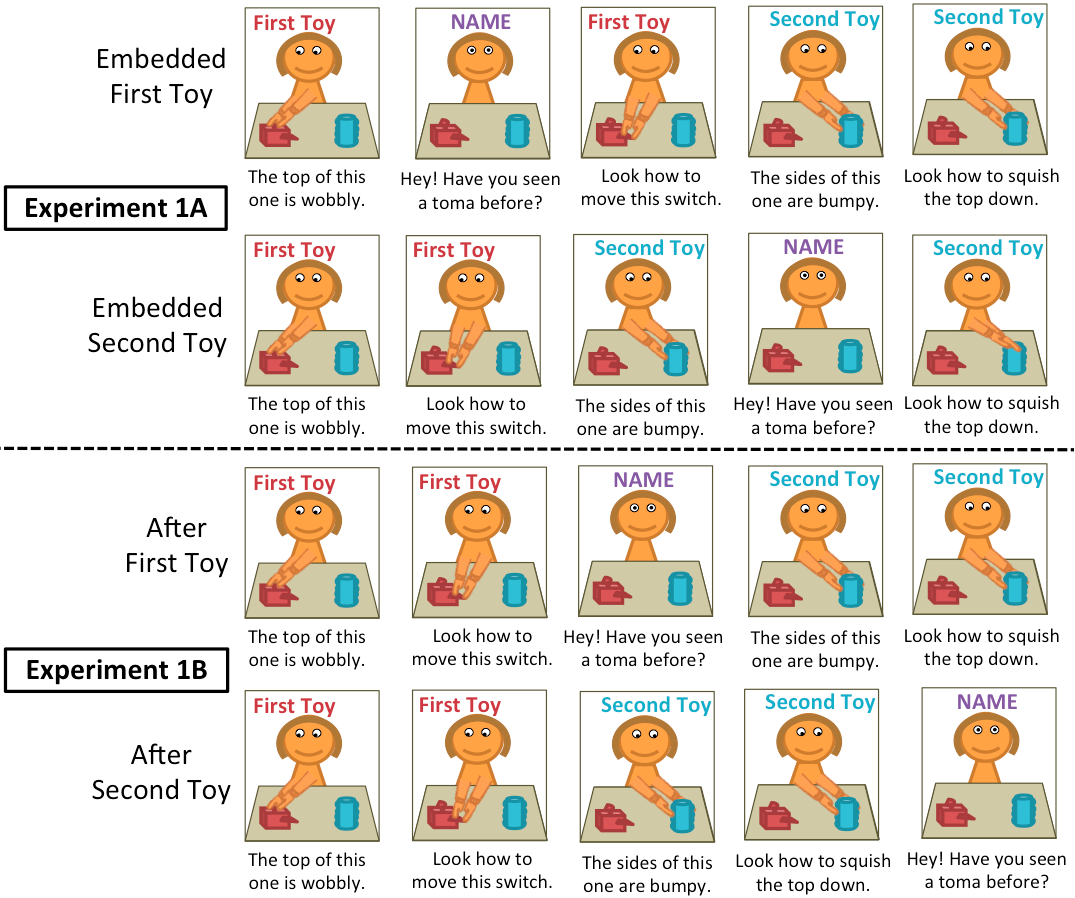 Embedded
First Toy
First Toy
NAME
First Toy
Second Toy
Second Toy
The top of this
one is wobbly.
Hey! Have you seen
a toma before?
Look how to
move this switch.
The sides of this
one are bumpy.
Look how to squish
the top down.
Experiment 1A
Embedded
Second Toy
First Toy
First Toy
Second Toy
NAME
Second Toy
The top of this
one is wobbly.
Look how to
move this switch.
The sides of this
one are bumpy.
Hey! Have you seen
a toma before?
Look how to squish
the top down.
After
First Toy
First Toy
First Toy
NAME
Second Toy
Second Toy
The top of this
one is wobbly.
Look how to
move this switch.
Hey! Have you seen
a toma before?
The sides of this
one are bumpy.
Look how to squish
the top down.
Experiment 1B
After
Second Toy
First Toy
First Toy
Second Toy
Second Toy
NAME
The top of this
one is wobbly.
Look how to
move this switch.
The sides of this
one are bumpy.
Look how to squish
the top down.
Hey! Have you seen
a toma before?